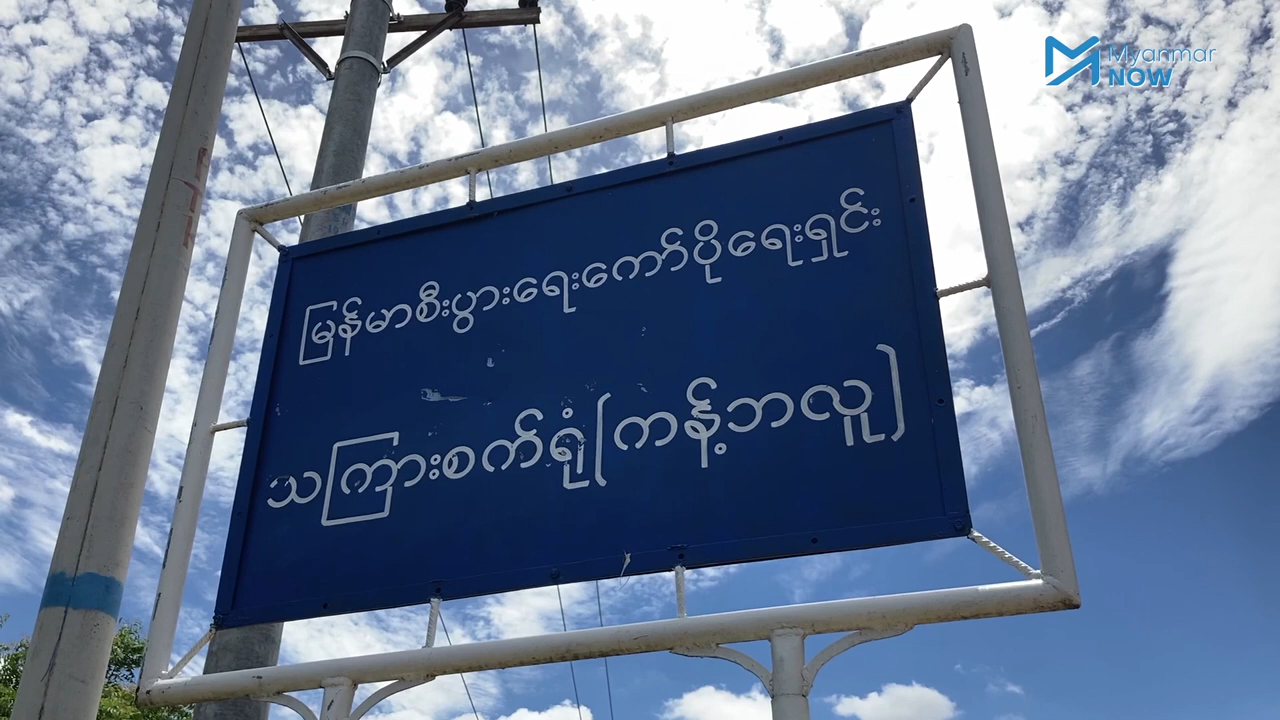 Myanmar
NOW
မြန်မာစီးပွားရေးကော်ပိုရေးရှင်း
သကြားစက်ရုံ(ကန့်ဘလူ)